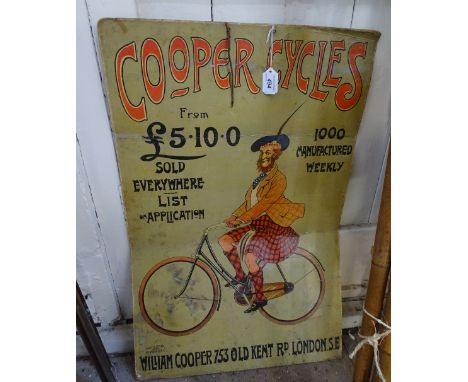 COOPER CYCLES
From
£5·10·0
SOLD
EVERYWHERE
LIST
ON APPLICATION
1000
MANUFACTURED
WEEKLY
WILLIAM COOPER 753 OLD KENT RD. LONDON. S.E